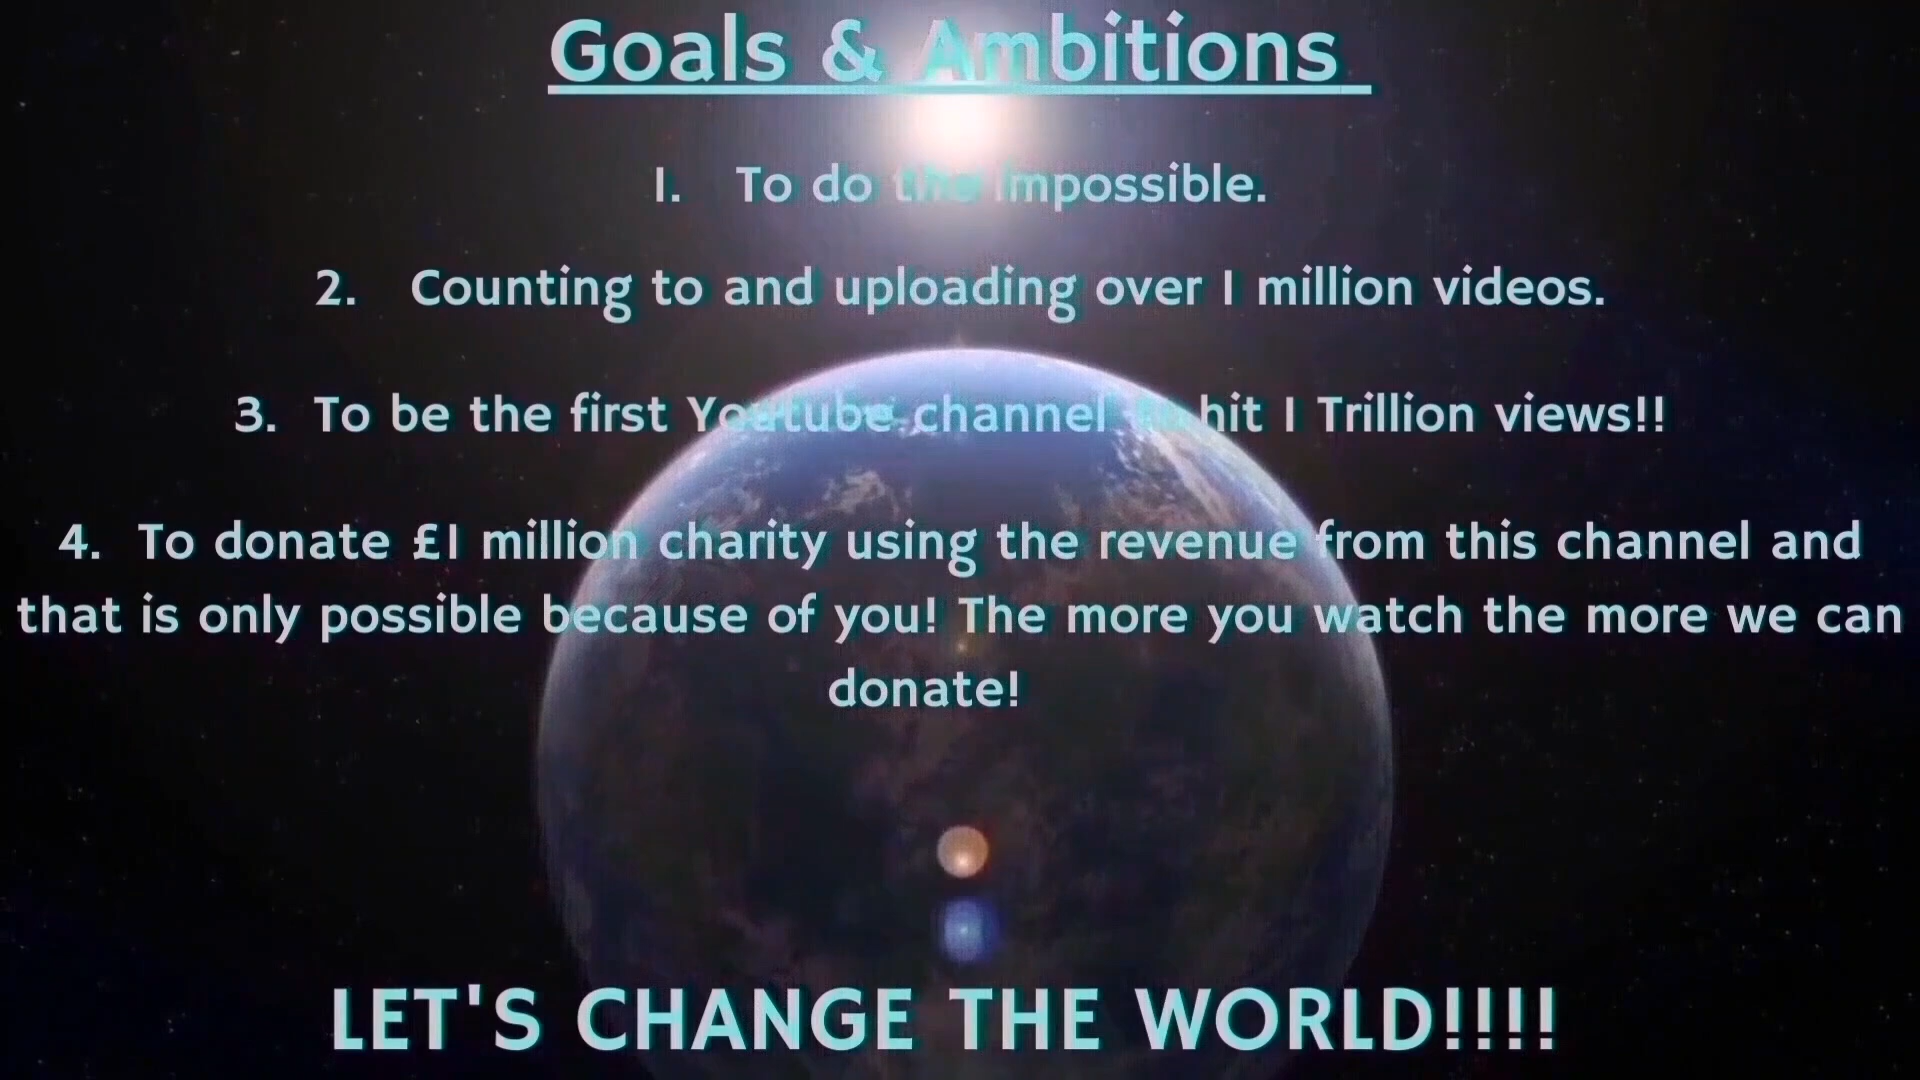 Goals & Ambitions
1. To do the impossible.
2. Counting to and uploading over 1 million videos.
3. To be the first Youtube channel to hit 1 Trillion views!!
4. To donate £1 million charity using the revenue from this channel and
that is only possible because of you! The more you watch the more we can
donate!
LET'S CHANGE THE WORLD!!!!